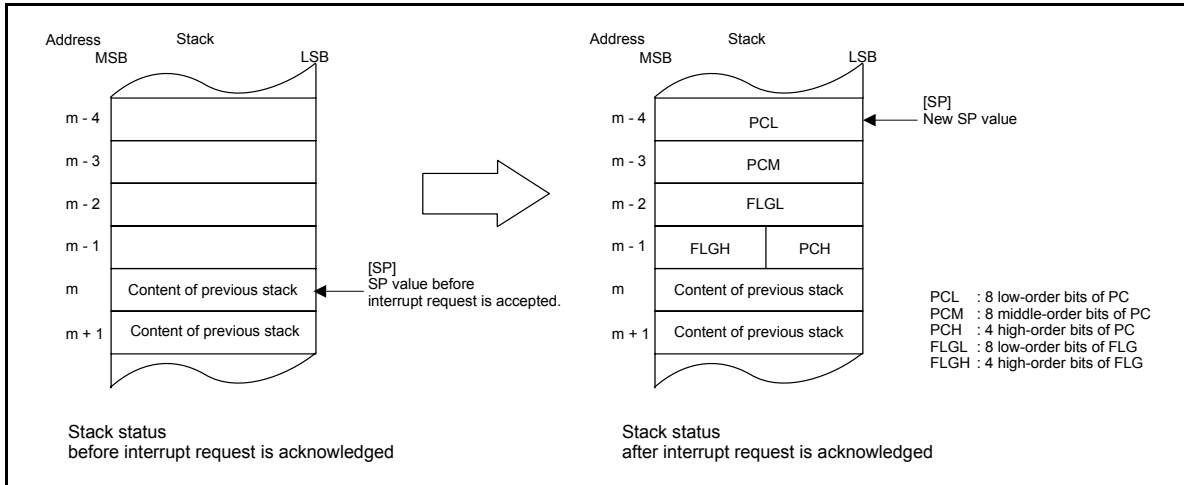 Address Stack
MSB LSB
m - 4
m - 3
m - 2
m - 1
m Content of previous stack
m + 1 Content of previous stack
[SP]
SP value before
interrupt request is accepted.
Stack status
before interrupt request is acknowledged
Address Stack
MSB LSB
m - 4 PCL
m - 3 PCM
m - 2 FLGL
m - 1 FLGH PCH
m Content of previous stack
m + 1 Content of previous stack
[SP]
New SP value
PCL : 8 low-order bits of PC
PCM : 8 middle-order bits of PC
PCH : 4 high-order bits of PC
FLGL : 8 low-order bits of FLG
FLGH : 4 high-order bits of FLG
Stack status
after interrupt request is acknowledged